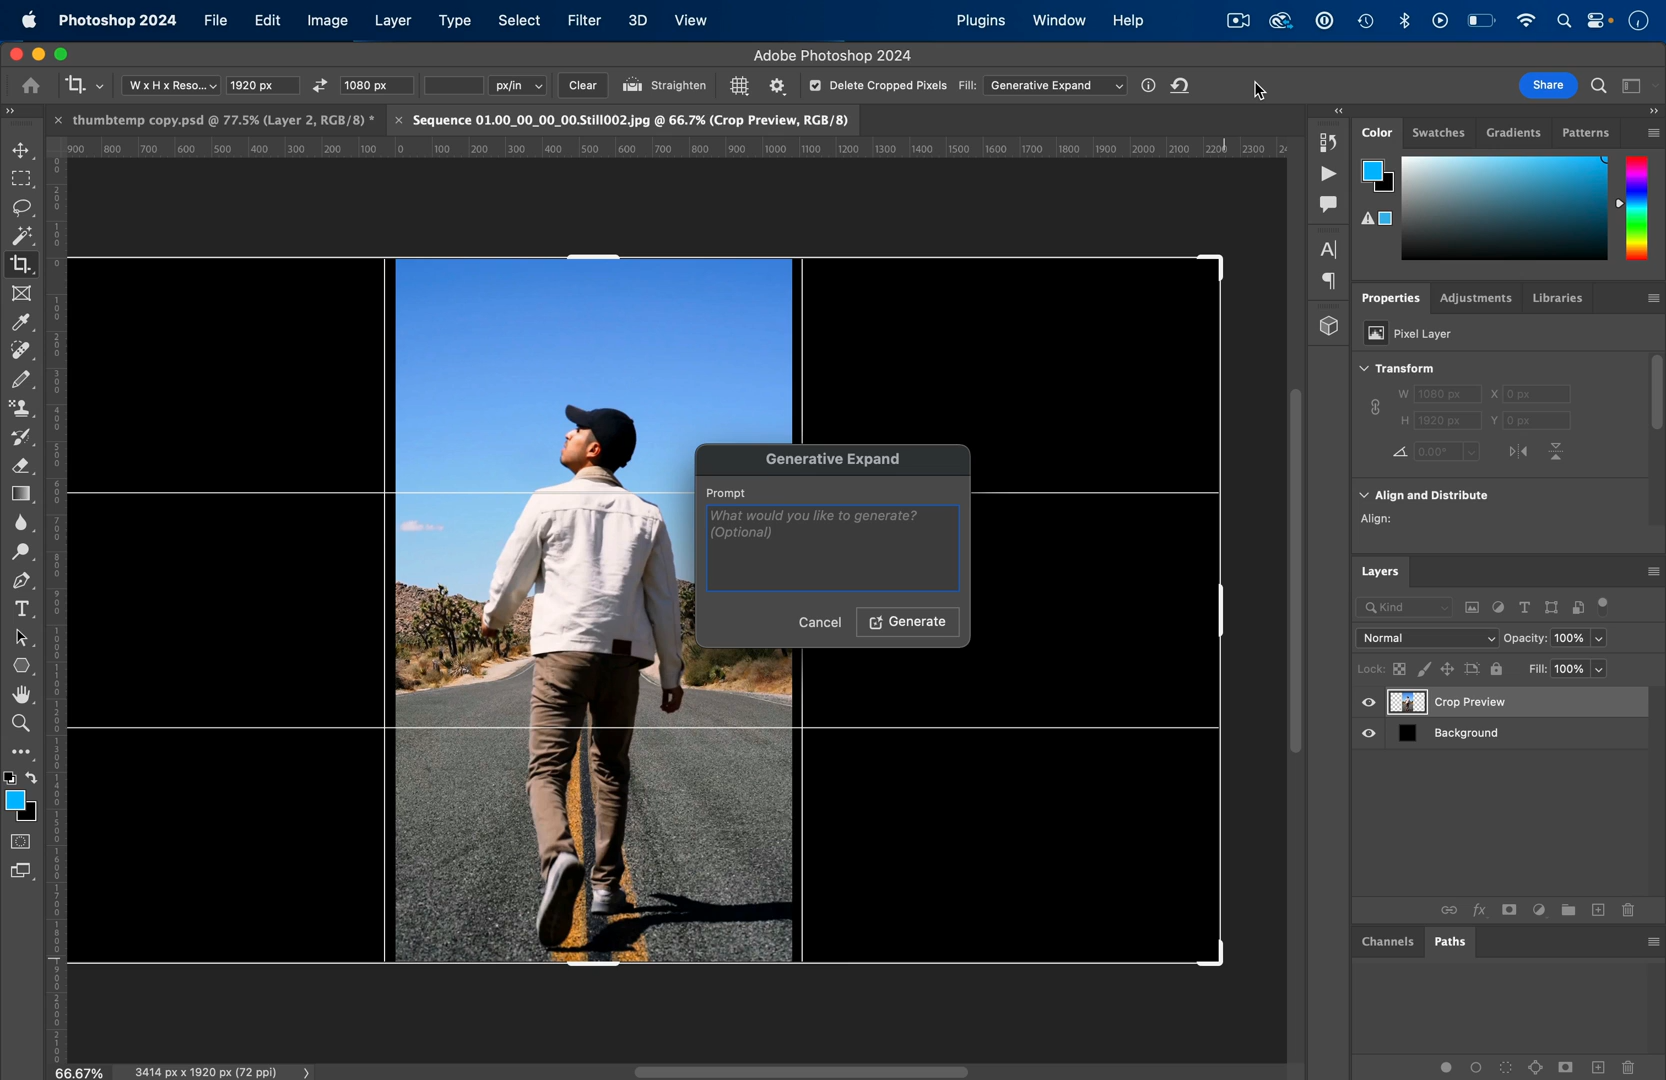 Photoshop 2024 File Edit Image Layer Type Select Filter 3D View Plugins Window Help
Adobe Photoshop 2024
W x H x Reso... 1920 px 1080 px px/in Clear Straighten Delete Cropped Pixels Fill: Generative Expand Share
thumbtemp copy.psd @ 77.5% (Layer 2, RGB/8) * Sequence 01.00_00_00_00.Still002.jpg @ 66.7% (Crop Preview, RGB/8)
900 800 700 600 500 400 300 200 100 0 100 200 300 400 500 600 700 800 900 1000 1100 1200 1300 1400 1500 1600 1700 1800 1900 2000 2100 2200 2300
Color Swatches Gradients Patterns
Properties Adjustments Libraries
Pixel Layer
Transform
W 1080 px X 0 px
H 1920 px Y 0 px
0.00°
Align and Distribute
Align:
Generative Expand
Prompt
What would you like to generate?
(Optional)
Cancel Generate
Layers
Kind
Normal Opacity: 100%
Lock: Fill: 100%
Crop Preview
Background
Channels Paths
66.67% 3414 px x 1920 px (72 ppi)